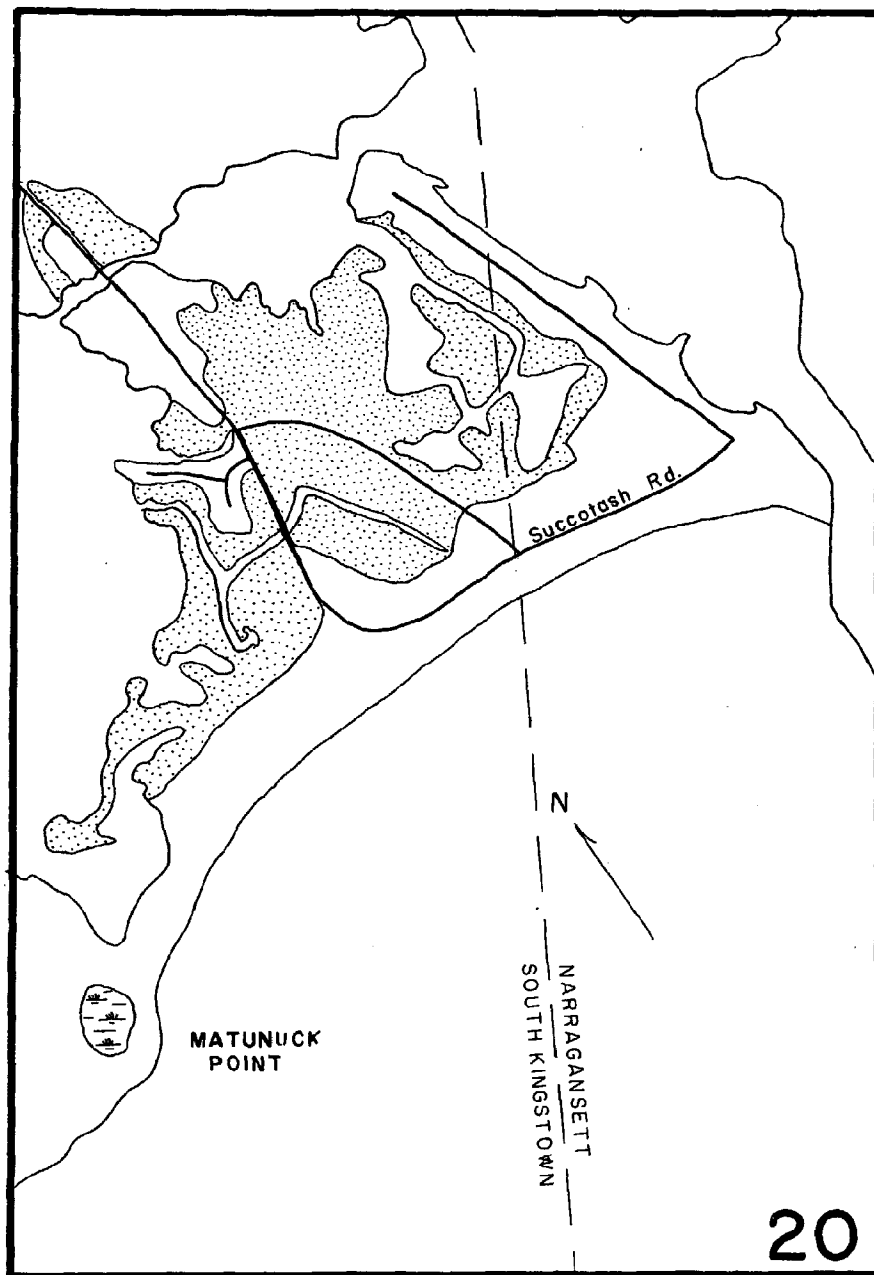 Succotash Rd.
N
MATUNUCK
POINT
NARRAGANSETT
SOUTH KINGSTOWN
20